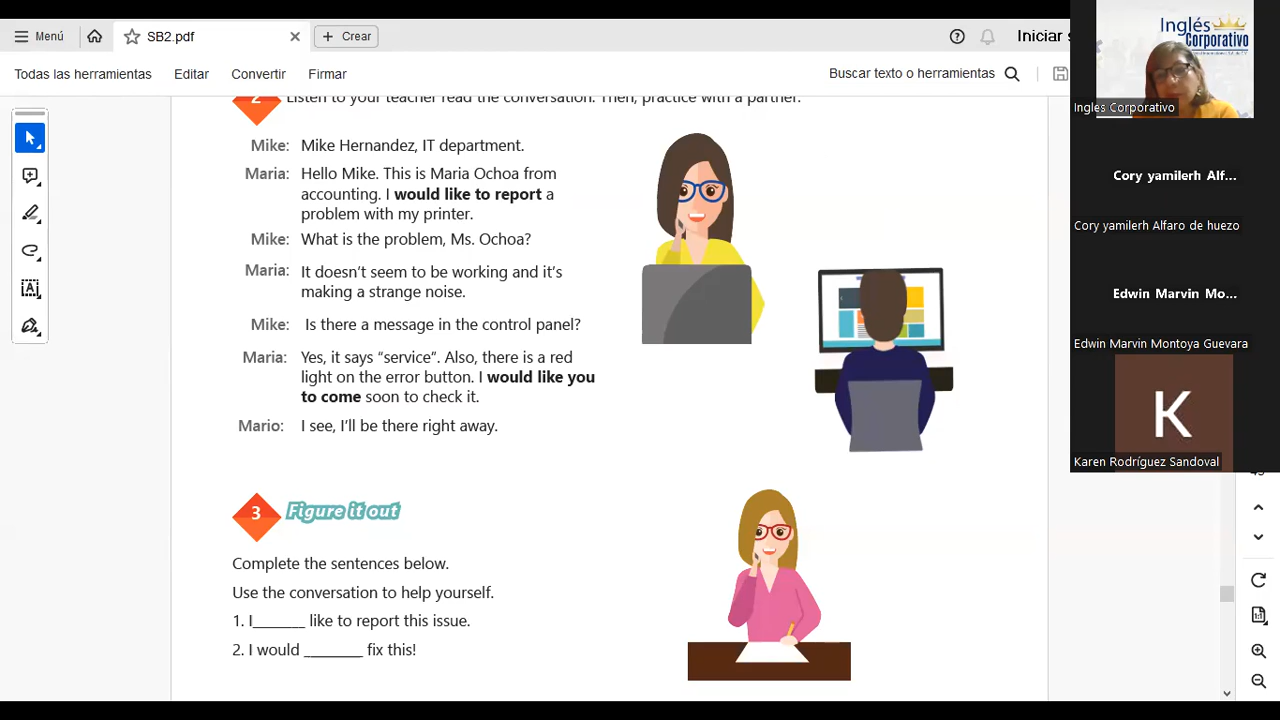 Menú
SB2.pdf
Crear
Iniciar s
Todas las herramientas
Editar
Convertir
Firmar
Buscar texto o herramientas
2 Listen to your teacher read the conversation. Then, practice with a partner.
Mike: Mike Hernandez, IT department.
Maria: Hello Mike. This is Maria Ochoa from
accounting. I would like to report a
problem with my printer.
Mike: What is the problem, Ms. Ochoa?
Maria: It doesn't seem to be working and it's
making a strange noise.
Mike: Is there a message in the control panel?
Maria: Yes, it says “service”. Also, there is a red
light on the error button. I would like you
to come soon to check it.
Mario: I see, I'll be there right away.
3 Figure it out
Complete the sentences below.
Use the conversation to help yourself.
1. I______ like to report this issue.
2. I would _______ fix this!
Inglés
Corporativo
Ingles Corporativo
Cory yamilerh Alf...
Cory yamilerh Alfaro de huezo
Edwin Marvin Mo...
Edwin Marvin Montoya Guevara
K
Karen Rodríguez Sandoval